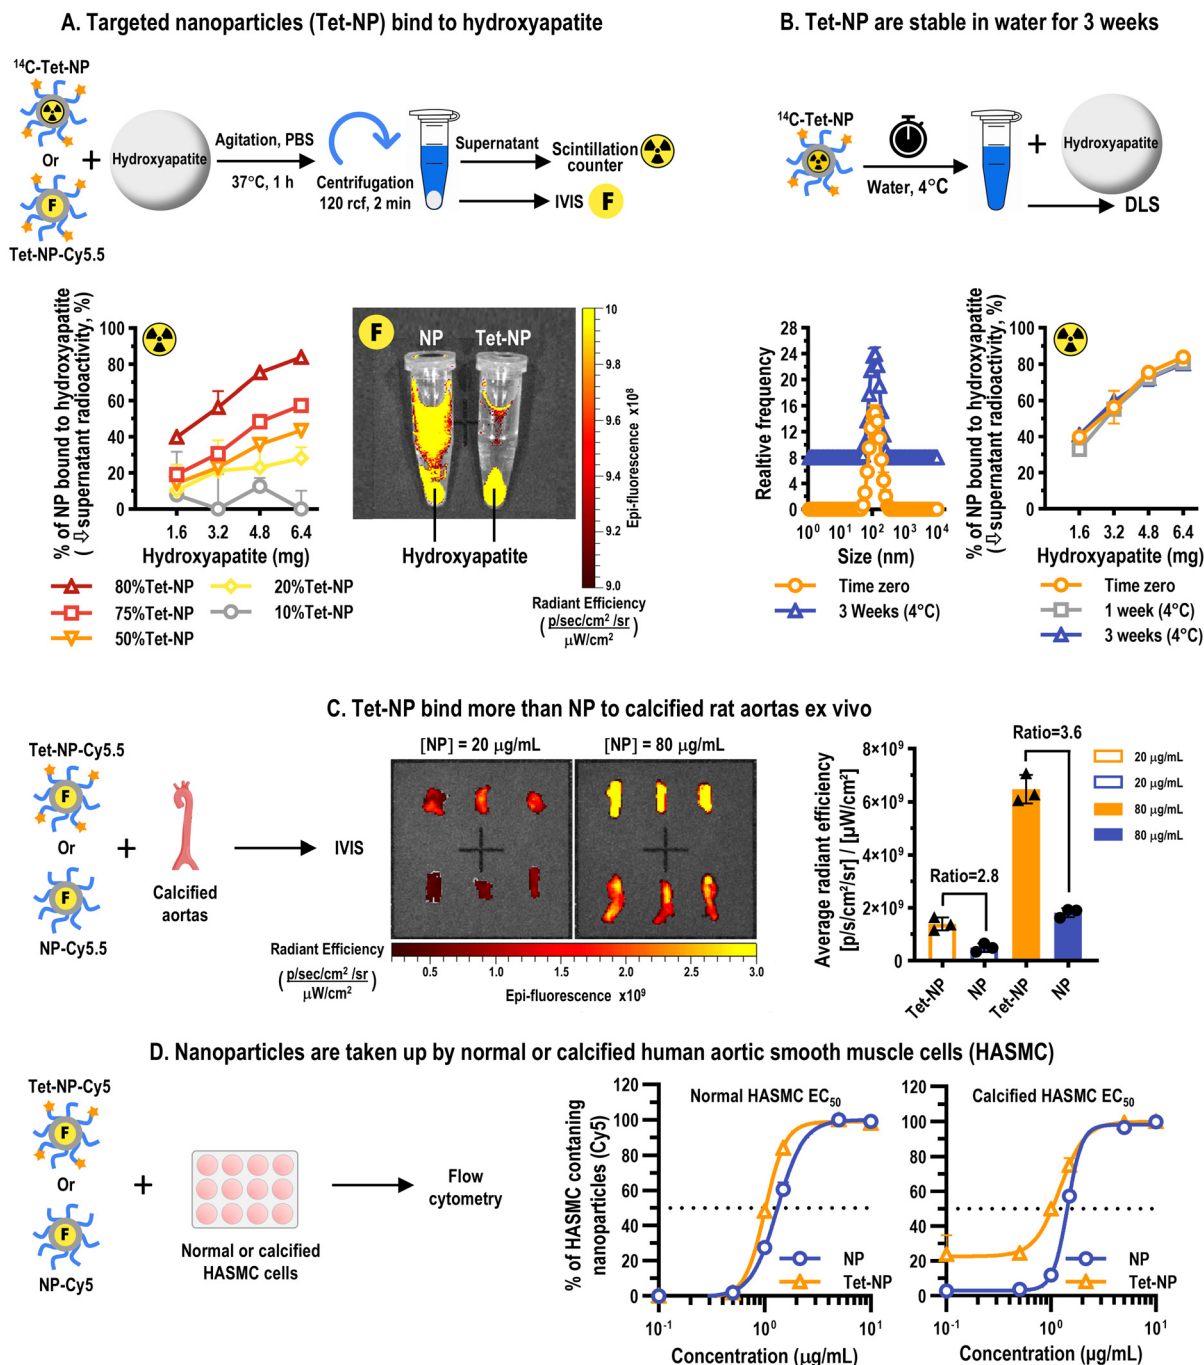 A. Targeted nanoparticles (Tet-NP) bind to hydroxyapatite
¹⁴C-Tet-NP
Or
Tet-NP-Cy5.5
F
+
Hydroxyapatite
Agitation, PBS
37°C, 1 h
Centrifugation
120 rcf, 2 min
Supernatant
Scintillation
counter
IVIS
F
% of NP bound to hydroxyapatite
(⇩supernatant radioactivity, %)
100
80
60
40
20
0
1.6 3.2 4.8 6.4
Hydroxyapatite (mg)
80%Tet-NP
75%Tet-NP
50%Tet-NP
20%Tet-NP
10%Tet-NP
F
NP
Tet-NP
Hydroxyapatite
10
9.8
9.6
9.4
9.2
9.0
Epi-fluorescence x10⁸
Radiant Efficiency
(p/sec/cm² /sr)
µW/cm²
B. Tet-NP are stable in water for 3 weeks
¹⁴C-Tet-NP
Water, 4°C
+
Hydroxyapatite
DLS
Realtive frequency
28
24
20
16
12
8
4
0
10⁰ 10¹ 10² 10³ 10⁴
Size (nm)
Time zero
3 Weeks (4°C)
% of NP bound to hydroxyapatite
(⇩supernatant radioactivity, %)
100
80
60
40
20
0
1.6 3.2 4.8 6.4
Hydroxyapatite (mg)
Time zero
1 week (4°C)
3 weeks (4°C)
C. Tet-NP bind more than NP to calcified rat aortas ex vivo
Tet-NP-Cy5.5
F
Or
F
NP-Cy5.5
+
Calcified
aortas
IVIS
[NP] = 20 µg/mL
[NP] = 80 µg/mL
Radiant Efficiency
(p/sec/cm² /sr)
µW/cm²
0.5 1.0 1.5 2.0 2.5 3.0
Epi-fluorescence x10⁹
Average radiant efficiency
[p/s/cm²/sr] / [µW/cm²]
8×10⁹
6×10⁹
4×10⁹
2×10⁹
0
Ratio=2.8
Ratio=3.6
Tet-NP
NP
Tet-NP
NP
20 µg/mL
20 µg/mL
80 µg/mL
80 µg/mL
D. Nanoparticles are taken up by normal or calcified human aortic smooth muscle cells (HASMC)
Tet-NP-Cy5
F
Or
F
NP-Cy5
+
Normal or calcified
HASMC cells
Flow
cytometry
% of HASMC contaning
nanoparticles (Cy5)
Normal HASMC EC₅₀
120
100
80
60
40
20
0
NP
Tet-NP
10⁻¹ 10⁰ 10¹
Concentration (µg/mL)
Calcified HASMC EC₅₀
120
100
80
60
40
20
0
NP
Tet-NP
10⁻¹ 10⁰ 10¹
Concentration (µg/mL)